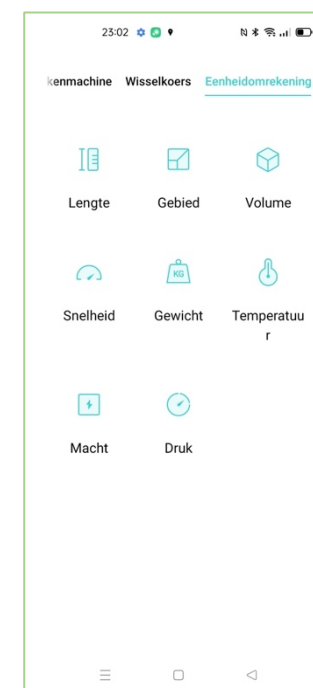 23:02
kenmachine Wisselkoers Eenheidomrekening
Lengte Gebied Volume
KG
Snelheid Gewicht Temperatuu
r
Macht Druk